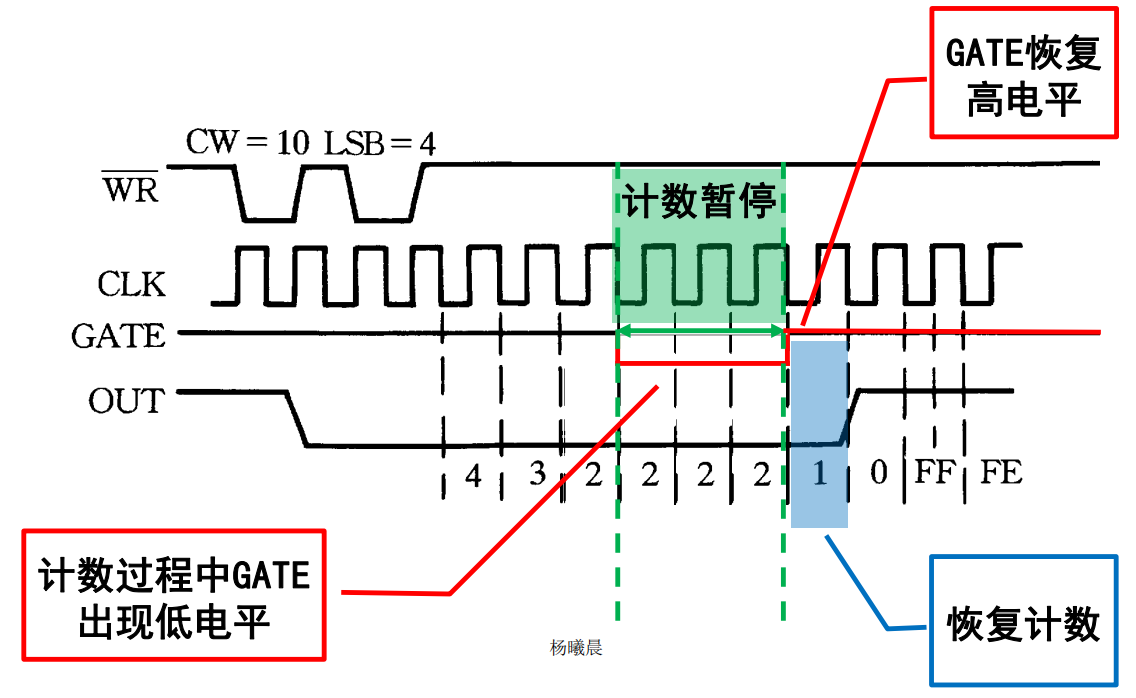 GATE恢复
高电平
CW = 10 LSB = 4
WR
计数暂停
CLK
GATE
OUT
4 3 2 2 2 2 1 0 FF FE
计数过程中GATE
出现低电平
恢复计数
杨曦晨